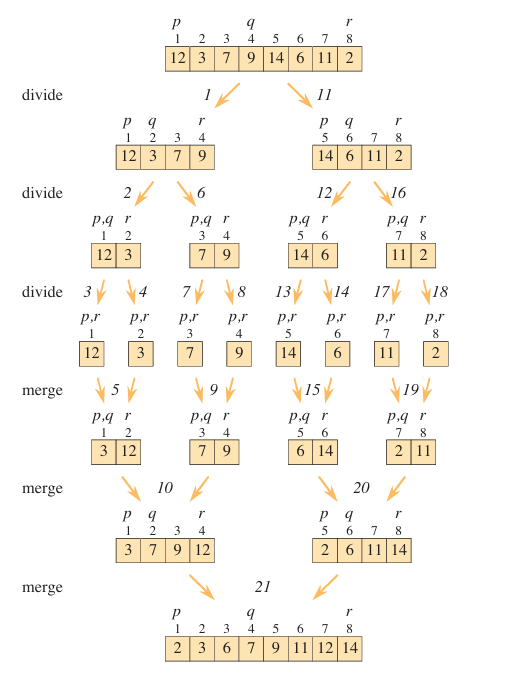 p q r
1 2 3 4 5 6 7 8
12 3 7 9 14 6 11 2
divide 1 11
p q r p q r
1 2 3 4 5 6 7 8
12 3 7 9 14 6 11 2
divide 2 6 12 16
p,q r p,q r p,q r p,q r
1 2 3 4 5 6 7 8
12 3 7 9 14 6 11 2
divide 3 4 7 8 13 14 17 18
p,r p,r p,r p,r p,r p,r p,r p,r
1 2 3 4 5 6 7 8
12 3 7 9 14 6 11 2
merge 5 9 15 19
p,q r p,q r p,q r p,q r
1 2 3 4 5 6 7 8
3 12 7 9 6 14 2 11
merge 10 20
p q r p q r
1 2 3 4 5 6 7 8
3 7 9 12 2 6 11 14
merge 21
p q r
1 2 3 4 5 6 7 8
2 3 6 7 9 11 12 14